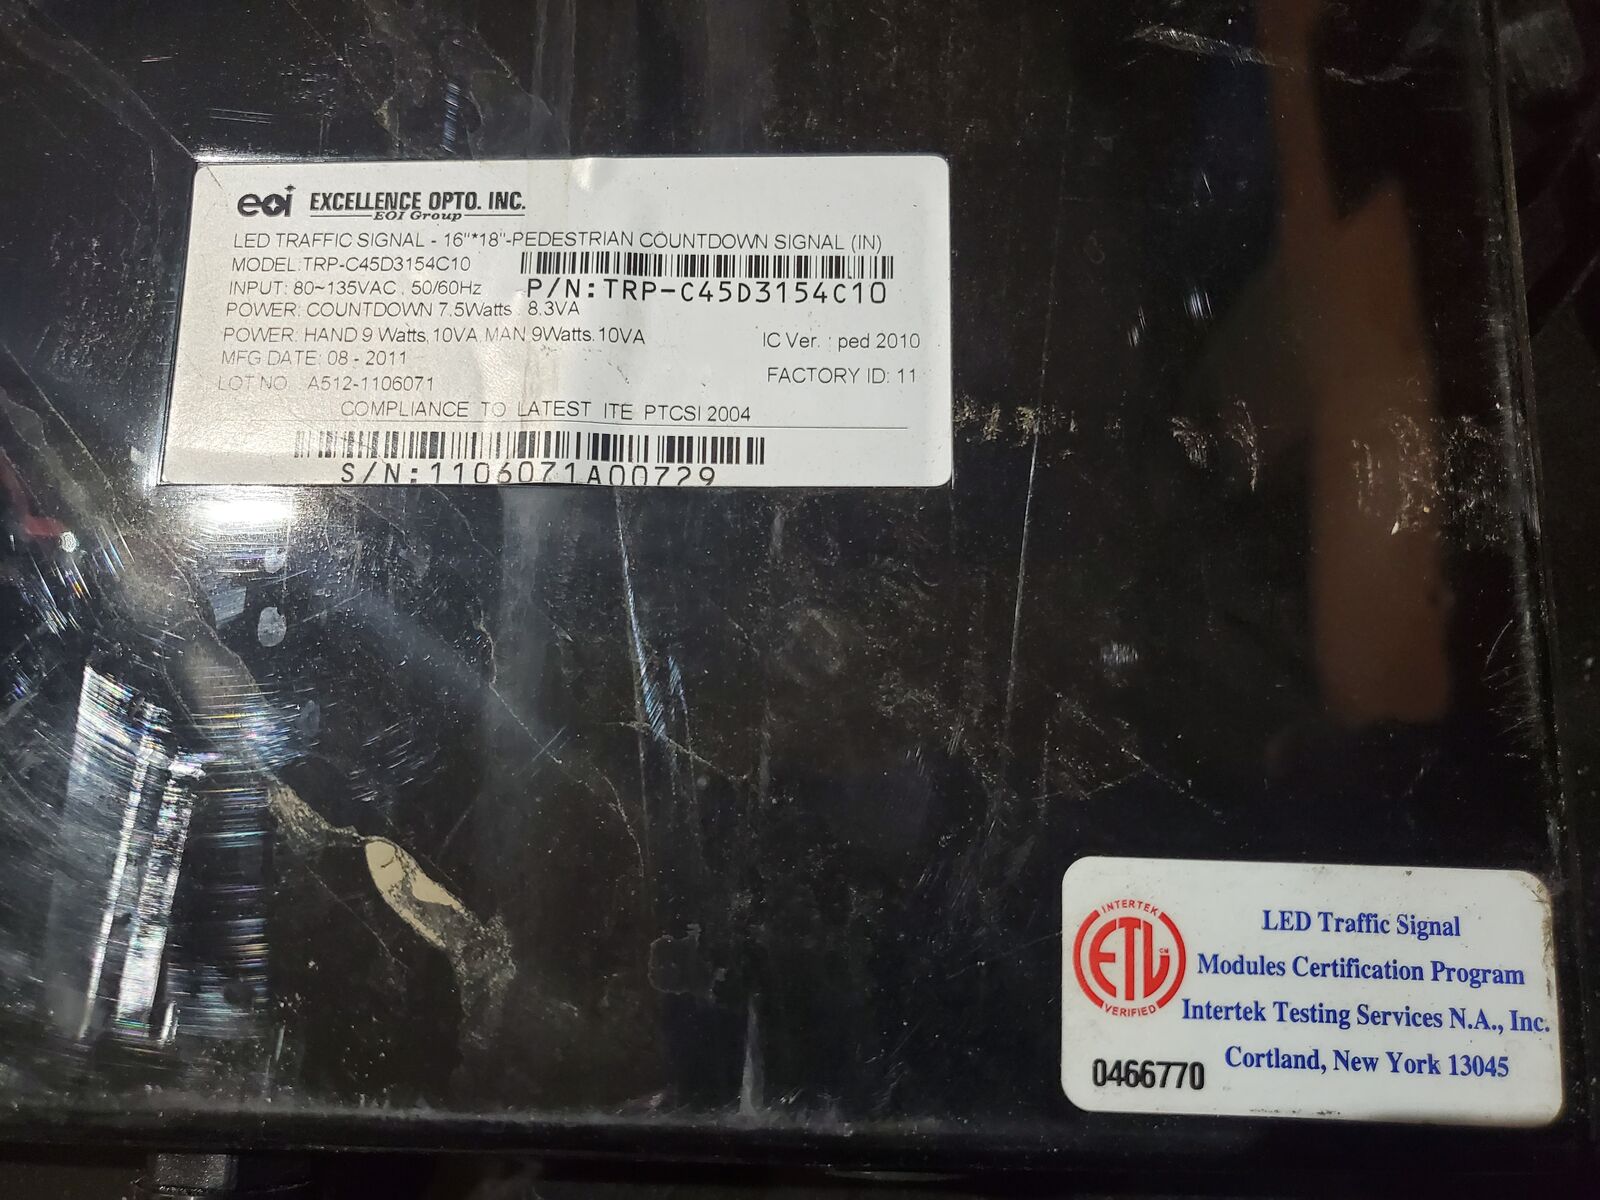 eoi EXCELLENCE OPTO. INC.
EOI Group
LED TRAFFIC SIGNAL - 16"*18"-PEDESTRIAN COUNTDOWN SIGNAL (IN)
MODEL: TRP-C45D3154C10
INPUT: 80~135VAC , 50/60Hz
P/N:TRP-C45D3154C10
POWER: COUNTDOWN 7.5Watts , 8.3VA
POWER: HAND 9 Watts, 10VA, MAN 9Watts, 10VA
IC Ver. : ped 2010
MFG DATE: 08 - 2011
FACTORY ID: 11
LOT NO. A512-1106071
COMPLIANCE TO LATEST ITE PTCSI 2004
S/N:1106071A00729
INTERTEK
ETL CM
VERIFIED
LED Traffic Signal
Modules Certification Program
Intertek Testing Services N.A., Inc.
Cortland, New York 13045
0466770